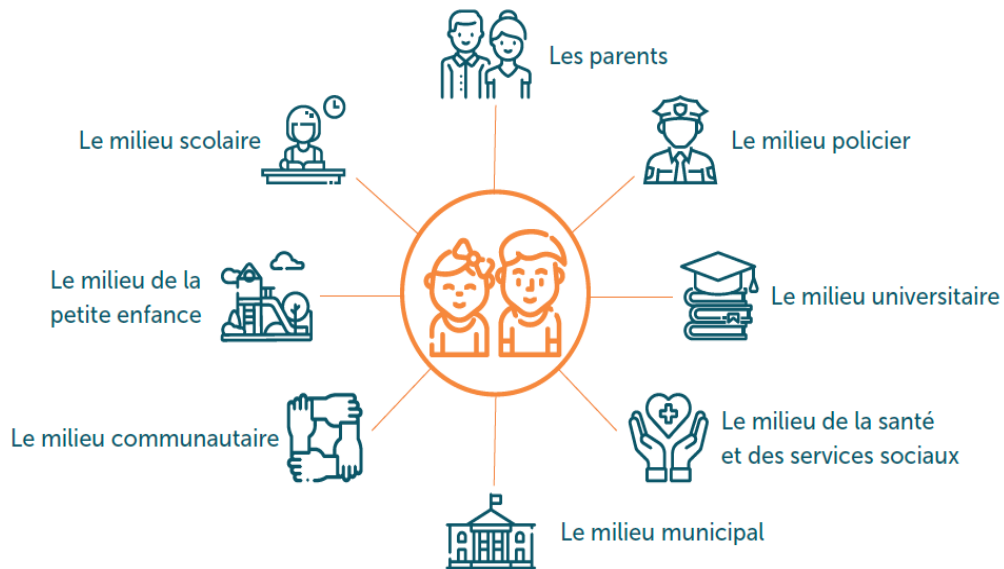 Les parents
Le milieu scolaire
Le milieu policier
Le milieu de la
petite enfance
Le milieu universitaire
Le milieu communautaire
Le milieu de la santé
et des services sociaux
Le milieu municipal